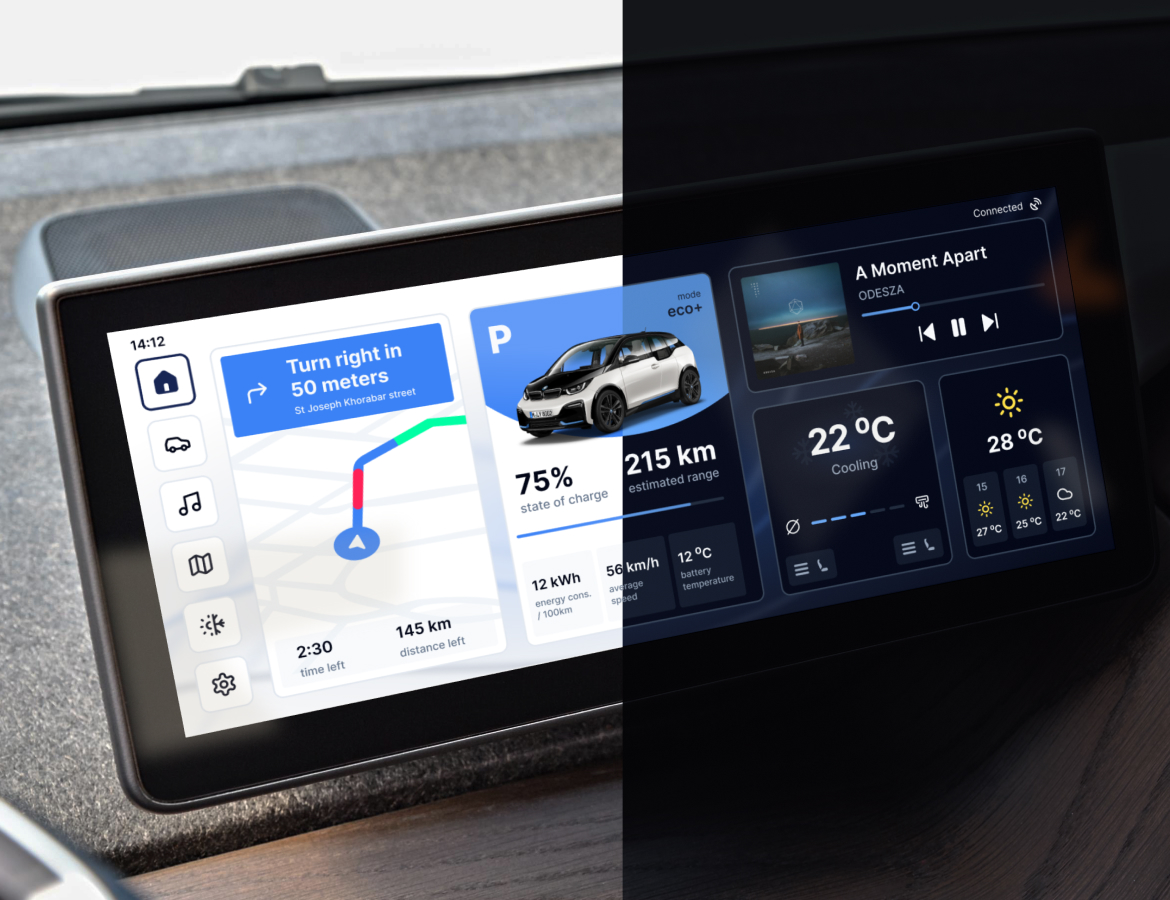 14:12
Turn right in
50 meters
St Joseph Khorabar street
2:30
time left
145 km
distance left
P
mode
eco+
75%
state of charge
215 km
estimated range
12 kWh
energy cons.
/ 100km
56 km/h
average
speed
12 ºC
battery
temperature
Connected
A Moment Apart
ODESZA
22 ºC
Cooling
28 ºC
15
27 ºC
16
25 ºC
17
22 ºC